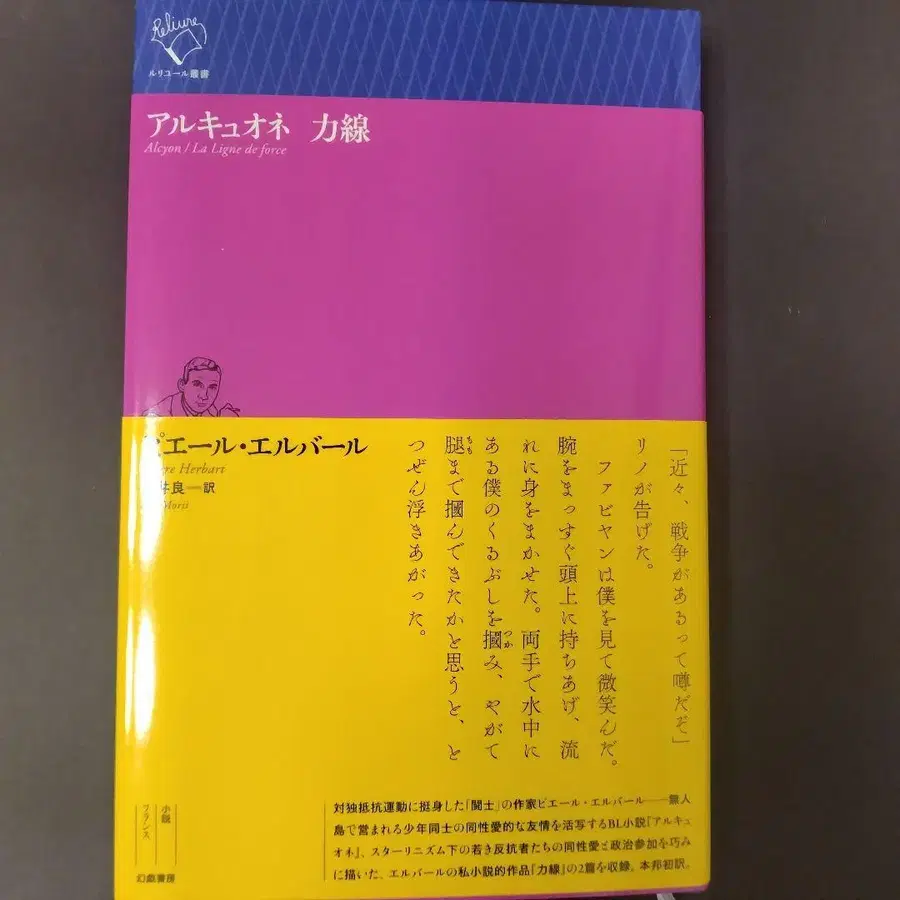 Reliure
ルリユール叢書
アルキュオネ 力線
Alcyon / La Ligne de force
ピエール・エルバール
Herbart
良一訳
「近々、戦争があるって噂だぞ」
リノが告げた。
ファビヤンは僕を見て微笑んだ。
腕をまっすぐ頭上に持ちあげ、流
れに身をまかせた。両手で水中に
ある僕のくるぶしを摑み、やがて
腿まで摑んできたかと思うと、と
つぜん浮きあがった。
小説
フランス
幻戯書房
対独抵抗運動に挺身した「闘士」の作家ピエール・エルバール――無人
島で営まれる少年同士の同性愛的な友情を活写するBL小説『アルキュ
オネ』、スターリニズム下の若き反抗者たちの同性愛と政治参加を巧み
に描いた、エルバールの私小説的作品『力線』の2篇を収録。本邦初訳。